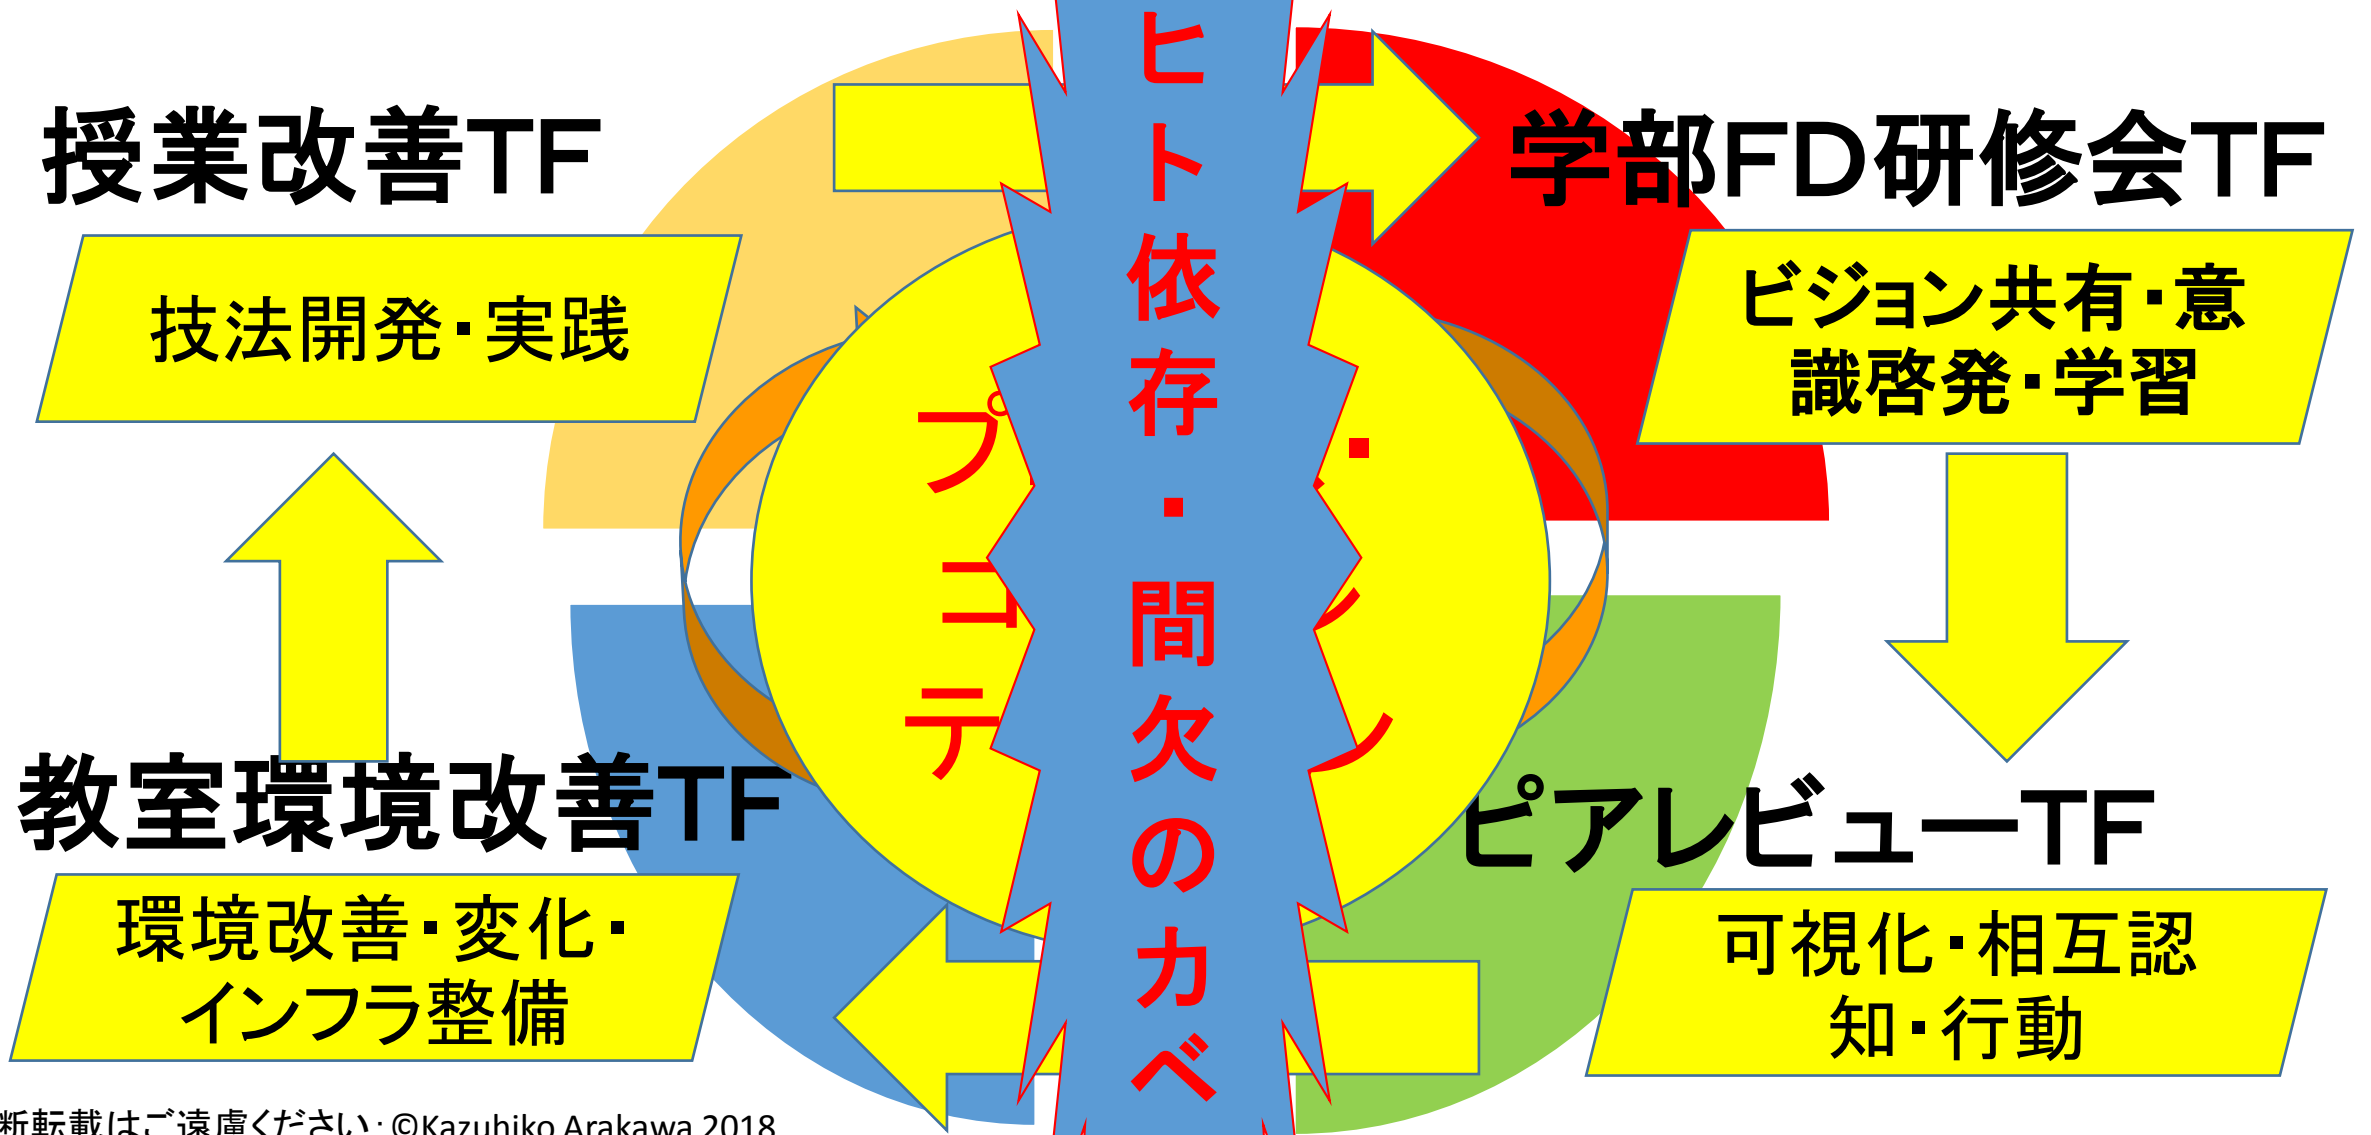 授業改善TF
学部FD研修会TF
技法開発・実践
ビジョン共有・意
識啓発・学習
ヒト依存・間欠のカベ
教室環境改善TF
ピアレビューTF
環境改善・変化・
インフラ整備
可視化・相互認
知・行動
断転載はご遠慮ください：©Kazuhiko Arakawa 2018